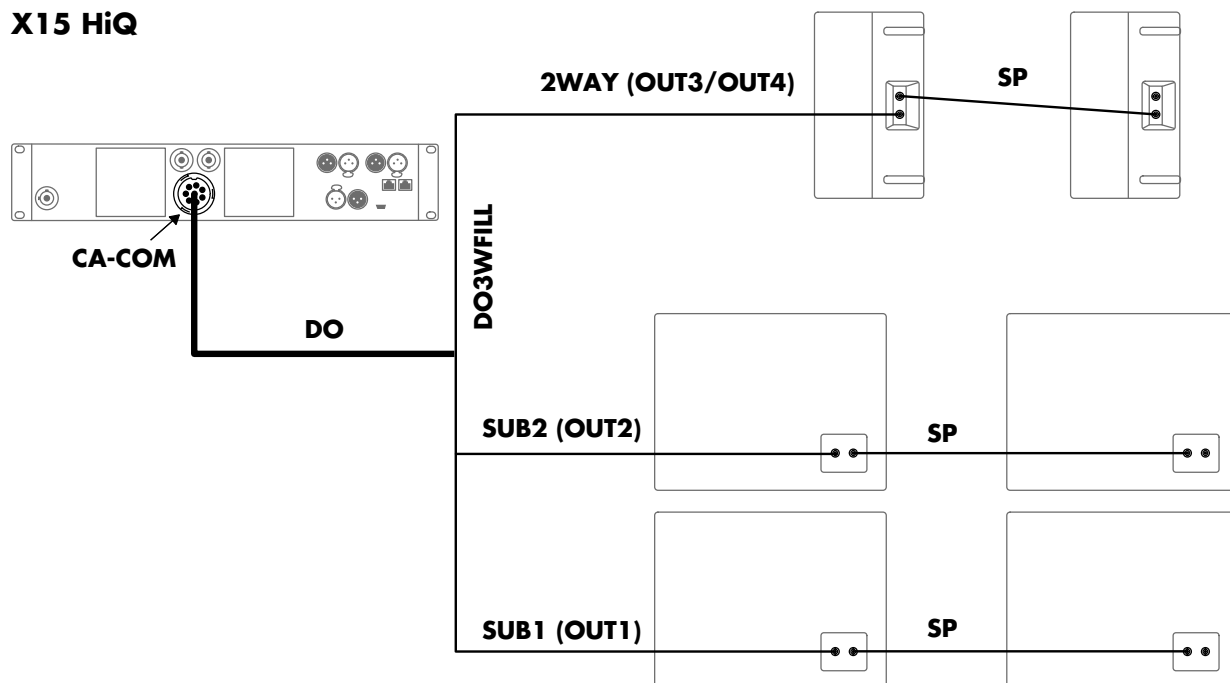 X15 HiQ
2WAY (OUT3/OUT4)
SP
CA-COM
DO
DO3WFILL
SUB2 (OUT2)
SP
SUB1 (OUT1)
SP